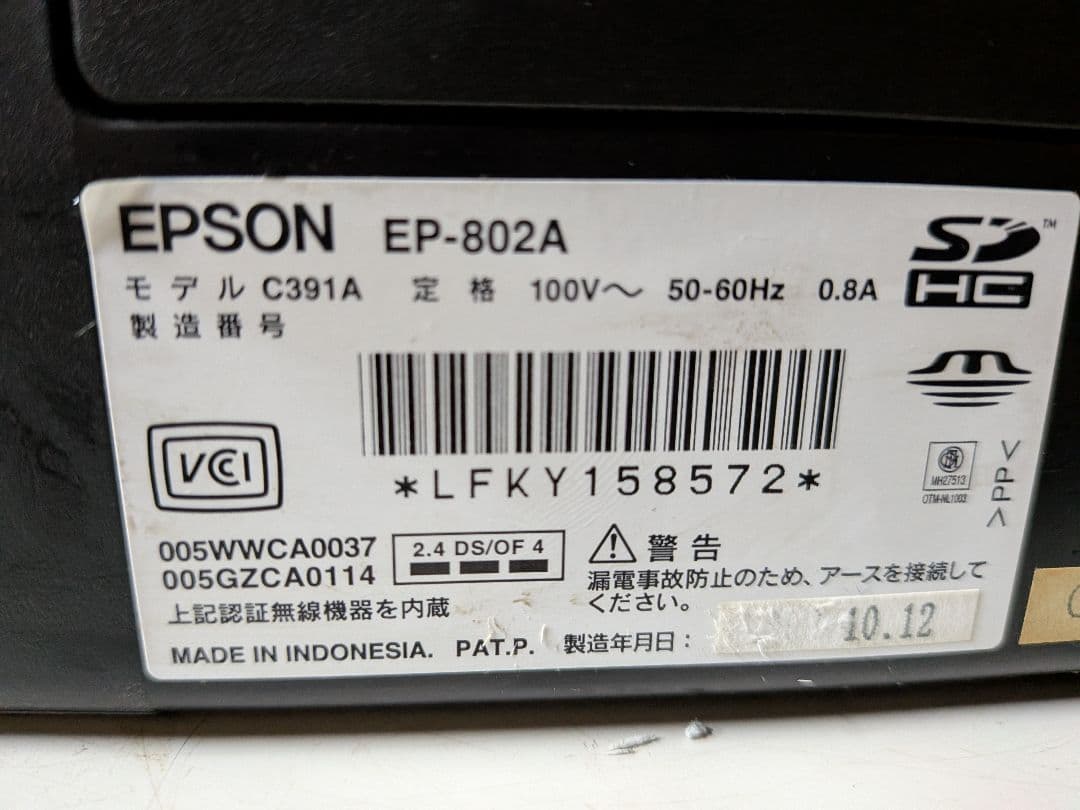 EPSON EP-802A
SD HC™
モデル C391A 定格 100V～ 50-60Hz 0.8A
製造番号
*LFKY158572*
VCCI
MH27513
OTM-NL1003
>PP<
005WWCA0037
005GZCA0114
2.4 DS/OF 4
上記認証無線機器を内蔵
⚠警告
漏電事故防止のため、アースを接続して
ください。
MADE IN INDONESIA. PAT.P. 製造年月日： 10.12